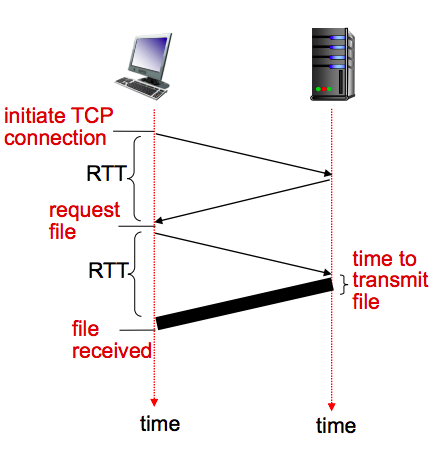 initiate TCP
connection
RTT
request
file
RTT
time to
transmit
file
file
received
time
time